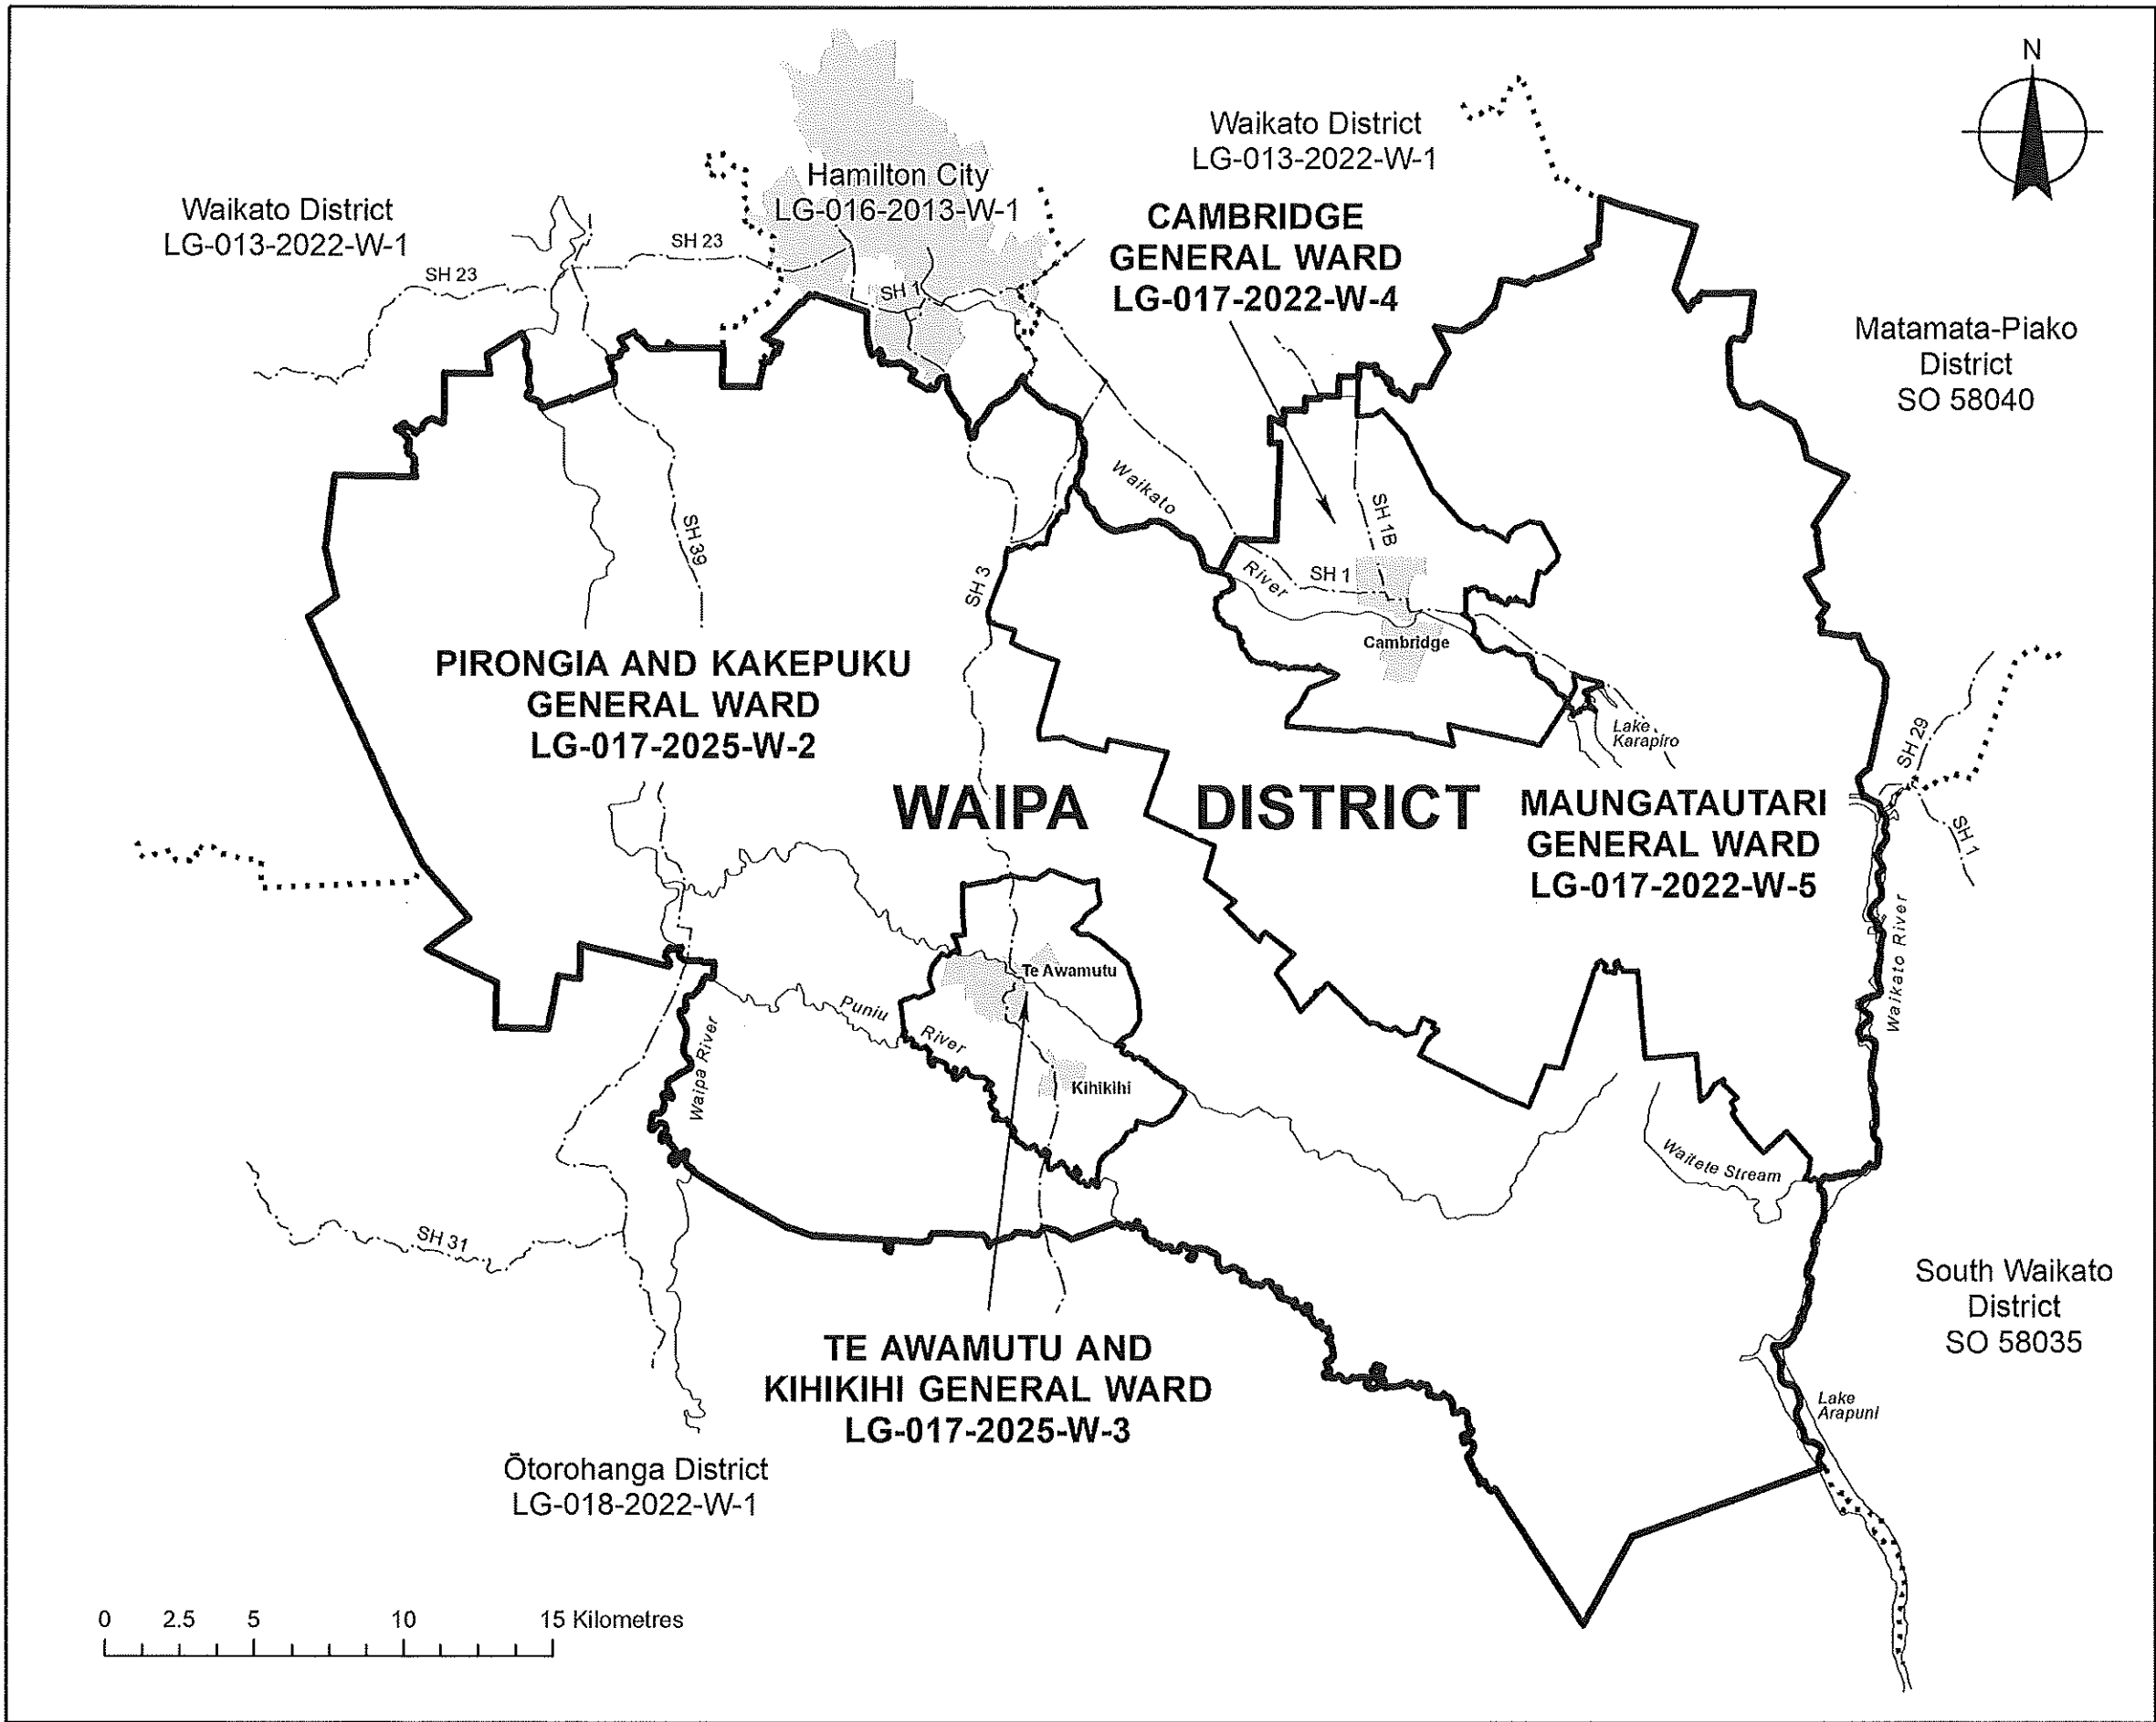 N
Waikato District
LG-013-2022-W-1
Hamilton City
LG-016-2013-W-1
Waikato District
LG-013-2022-W-1
CAMBRIDGE
GENERAL WARD
LG-017-2022-W-4
SH 23
SH 23
SH 1
Matamata-Piako
District
SO 58040
Waikato
River
SH 39
SH 3
SH 1B
SH 1
Cambridge
PIRONGIA AND KAKEPUKU
GENERAL WARD
LG-017-2025-W-2
Lake
Karapiro
SH 29
SH 1
WAIPA DISTRICT
MAUNGATAUTARI
GENERAL WARD
LG-017-2022-W-5
Waikato River
Te Awamutu
Puniu
River
Waipa River
Kihikihi
Waitete Stream
SH 31
South Waikato
District
SO 58035
TE AWAMUTU AND
KIHIKIHI GENERAL WARD
LG-017-2025-W-3
Lake
Arapuni
Ōtorohanga District
LG-018-2022-W-1
0 2.5 5 10 15 Kilometres